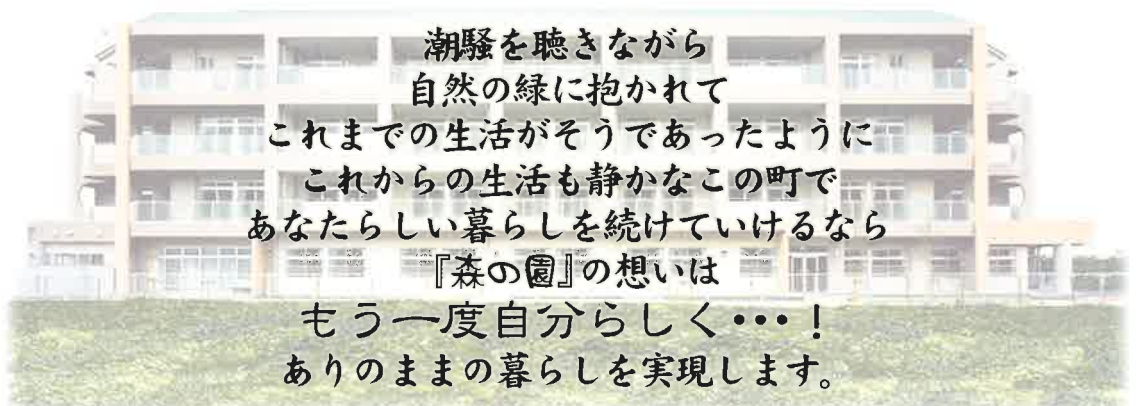 潮騒を聴きながら
自然の緑に抱かれて
これまでの生活がそうであったように
これからの生活も静かなこの町で
あなたらしい暮らしを続けていけるなら
『森の園』の想いは
もう一度自分らしく・・・！
ありのままの暮らしを実現します。